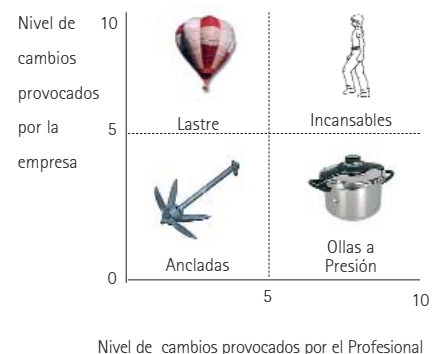 Nivel de
cambios
provocados
por la
empresa
10
5
0
Lastre
Incansables
Ancladas
Ollas a
Presión
5
10
Nivel de cambios provocados por el Profesional